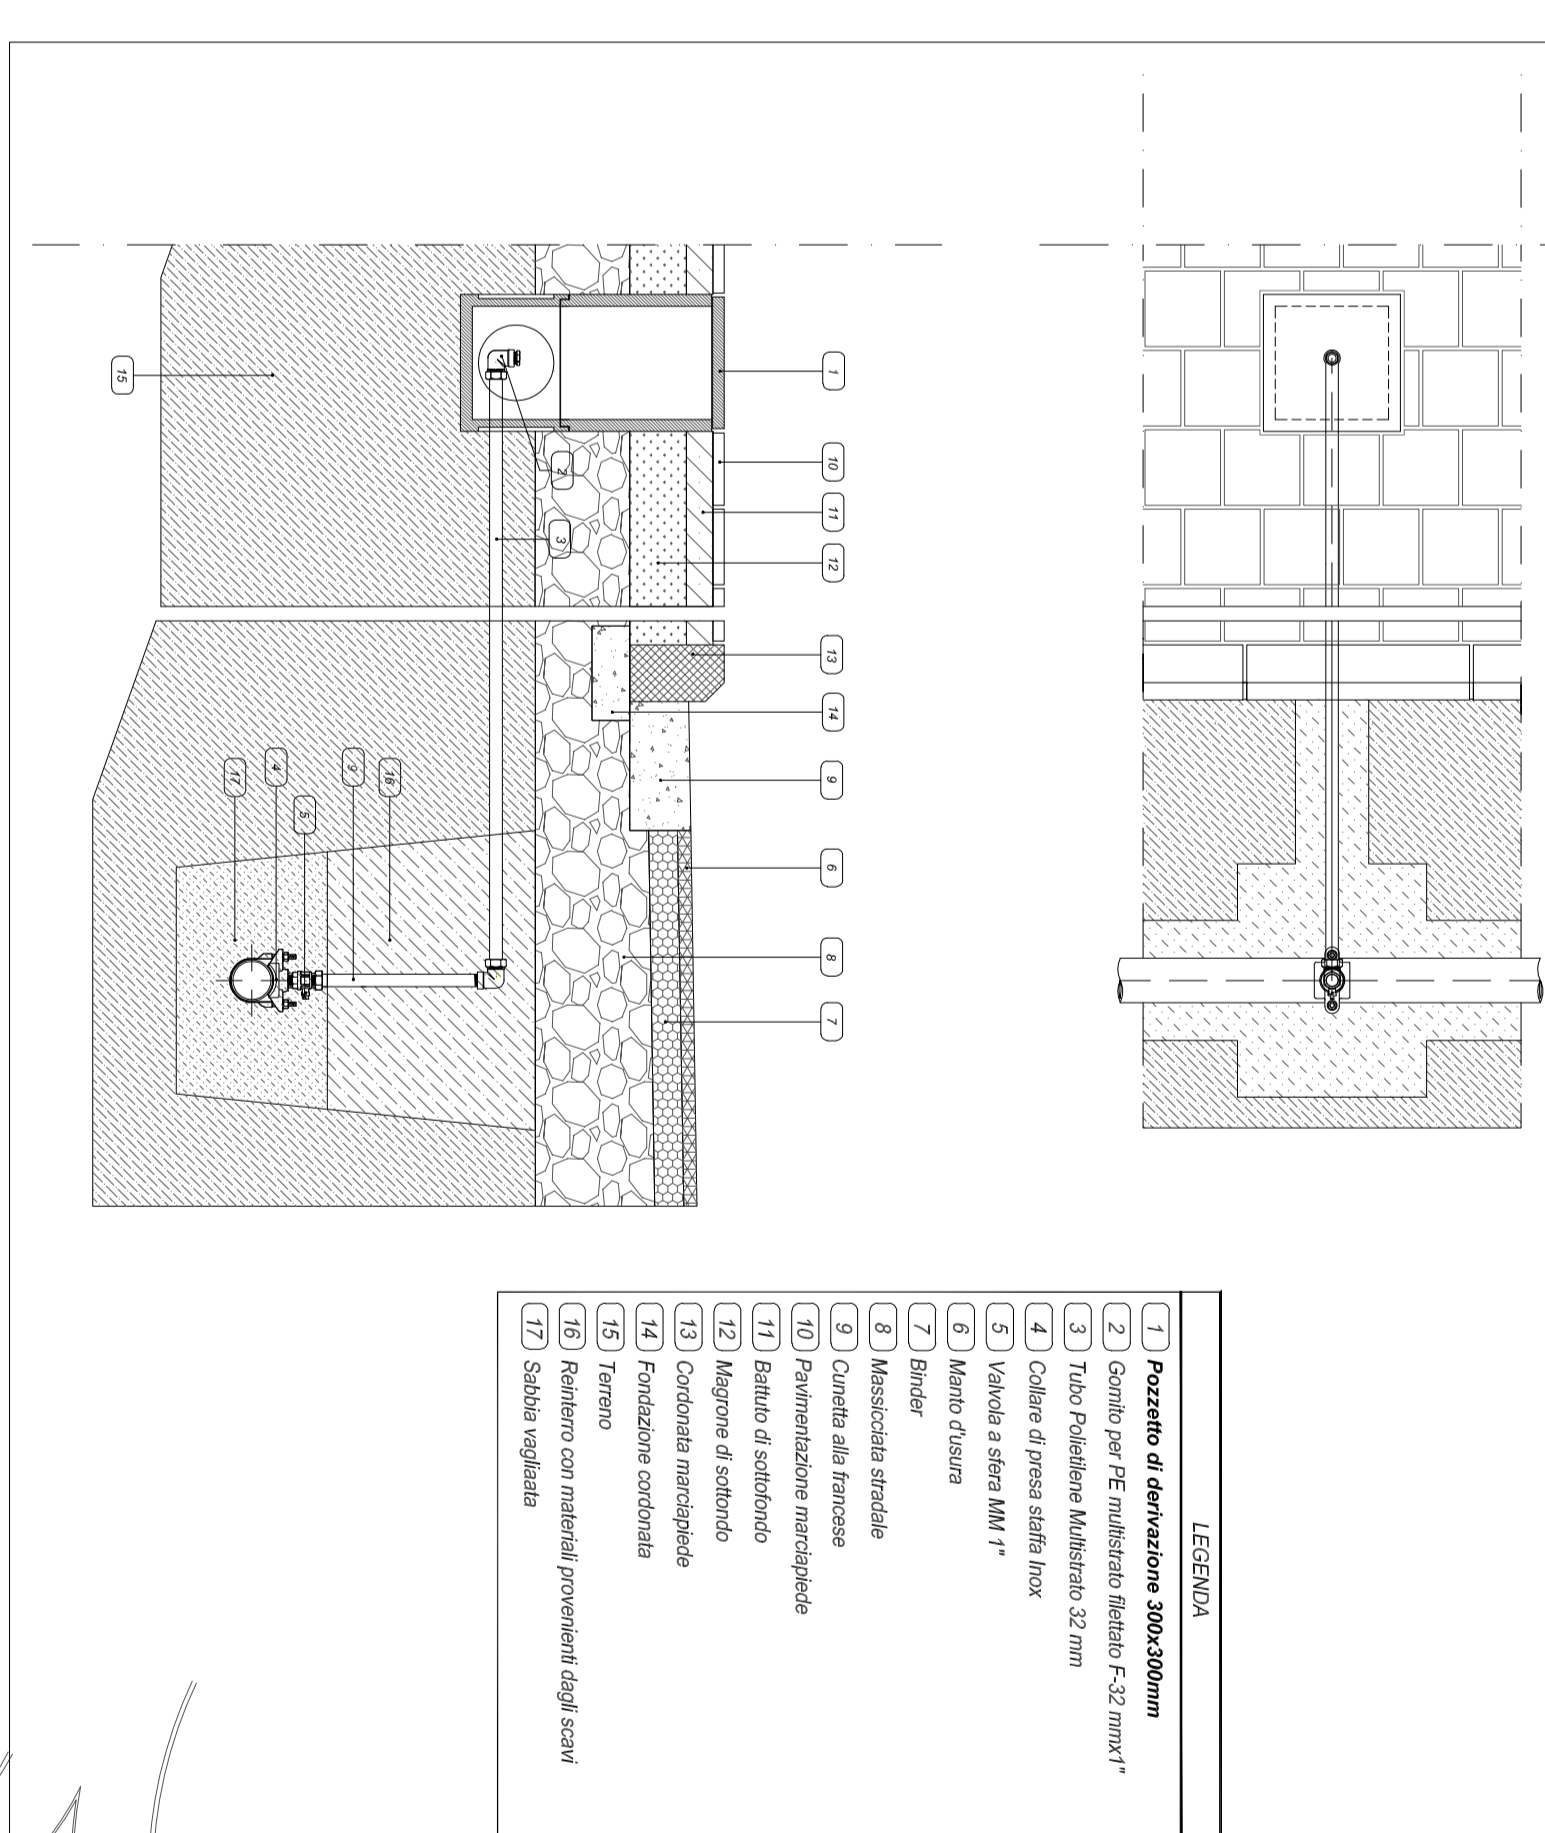 1
10
11
12
13
14
9
6
8
7
2
3
16
9
5
4
17
15
LEGENDA
1 Pozzetto di derivazione 300x300mm
2 Gomito per PE multistrato filettato F-32 mmx1"
3 Tubo Polietilene Multistrato 32 mm
4 Collare di presa staffa Inox
5 Valvola a sfera MM 1"
6 Manto d'usura
7 Binder
8 Massicciata stradale
9 Cunetta alla francese
10 Pavimentazione marciapiede
11 Battuto di sottofondo
12 Magrone di sottondo
13 Cordonata marciapiede
14 Fondazione cordonata
15 Terreno
16 Reinterro con materiali provenienti dagli scavi
17 Sabbia vagliaata